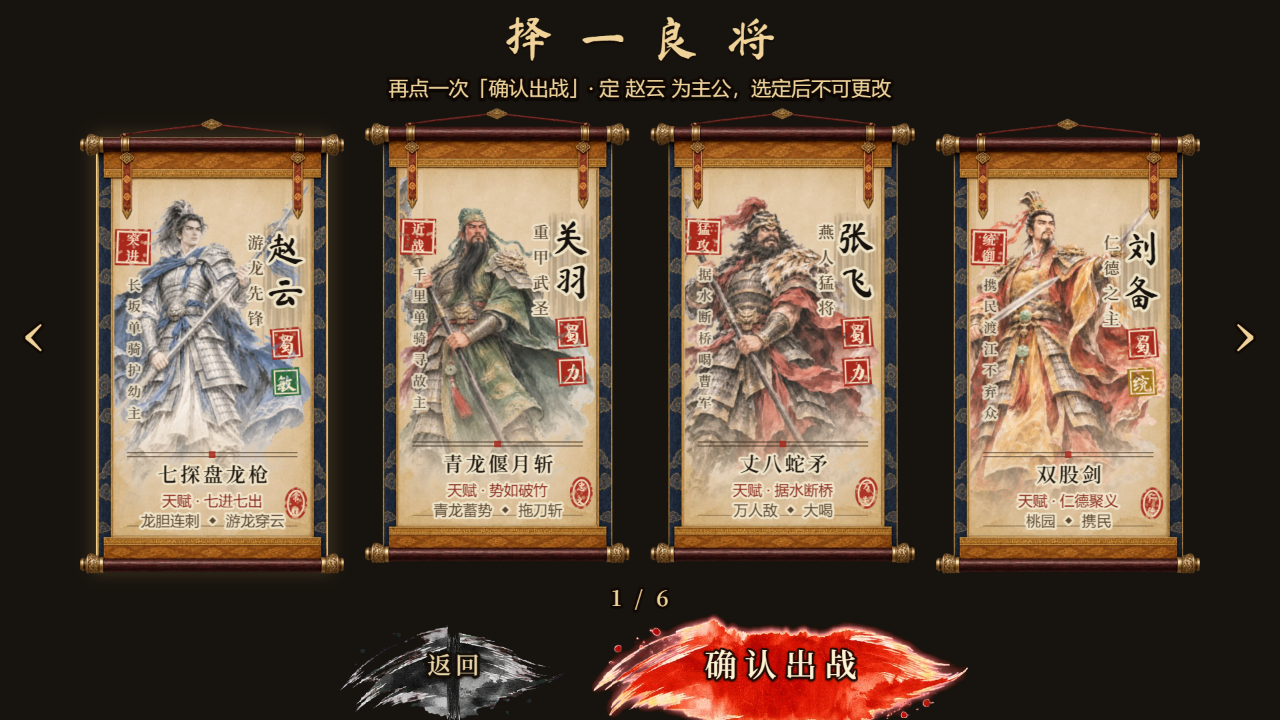 择一良将
再点一次「确认出战」· 定 赵云 为主公，选定后不可更改
突进
赵云
游龙先锋
长坂单骑护幼主
蜀
敏
七探盘龙枪
天赋 · 七进七出
龙胆连刺 ◆ 游龙穿云
近战
关羽
重甲武圣
千里单骑寻故主
蜀
力
青龙偃月斩
天赋 · 势如破竹
青龙蓄势 ◆ 拖刀斩
猛攻
张飞
燕人猛将
据水断桥喝曹军
蜀
力
丈八蛇矛
天赋 · 据水断桥
万人敌 ◆ 大喝
统御
刘备
仁德之主
携民渡江不弃众
蜀
统
双股剑
天赋 · 仁德聚义
桃园 ◆ 携民
1 / 6
返回
确认出战